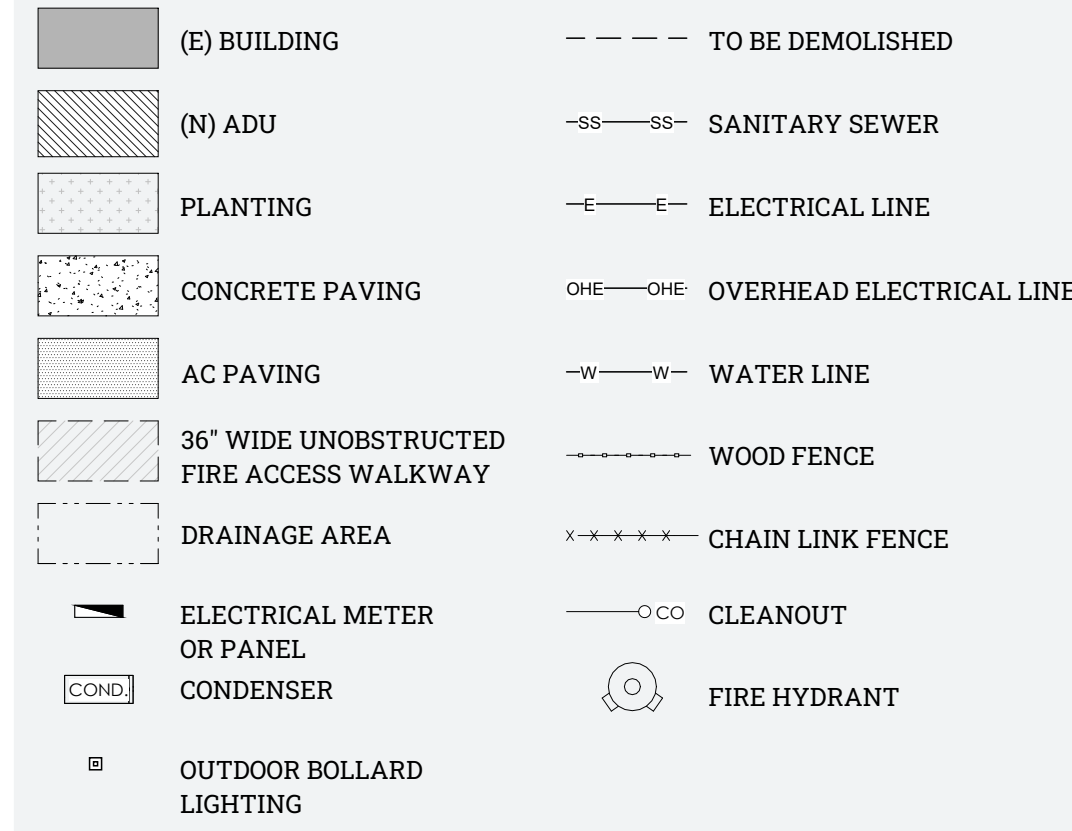 (E) BUILDING
(N) ADU
PLANTING
CONCRETE PAVING
AC PAVING
36" WIDE UNOBSTRUCTED
FIRE ACCESS WALKWAY
DRAINAGE AREA
ELECTRICAL METER
OR PANEL
COND. CONDENSER
OUTDOOR BOLLARD
LIGHTING
TO BE DEMOLISHED
SS SS SANITARY SEWER
E E ELECTRICAL LINE
OHE OHE OVERHEAD ELECTRICAL LINE
W W WATER LINE
WOOD FENCE
X X X X X CHAIN LINK FENCE
CO CLEANOUT
FIRE HYDRANT